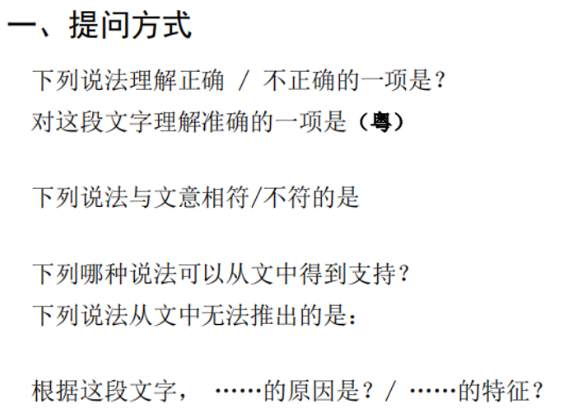 一、提问方式
下列说法理解正确 / 不正确的一项是？
对这段文字理解准确的一项是（粤）
下列说法与文意相符/不符的是
下列哪种说法可以从文中得到支持？
下列说法从文中无法推出的是：
根据这段文字， ……的原因是？/ ……的特征？